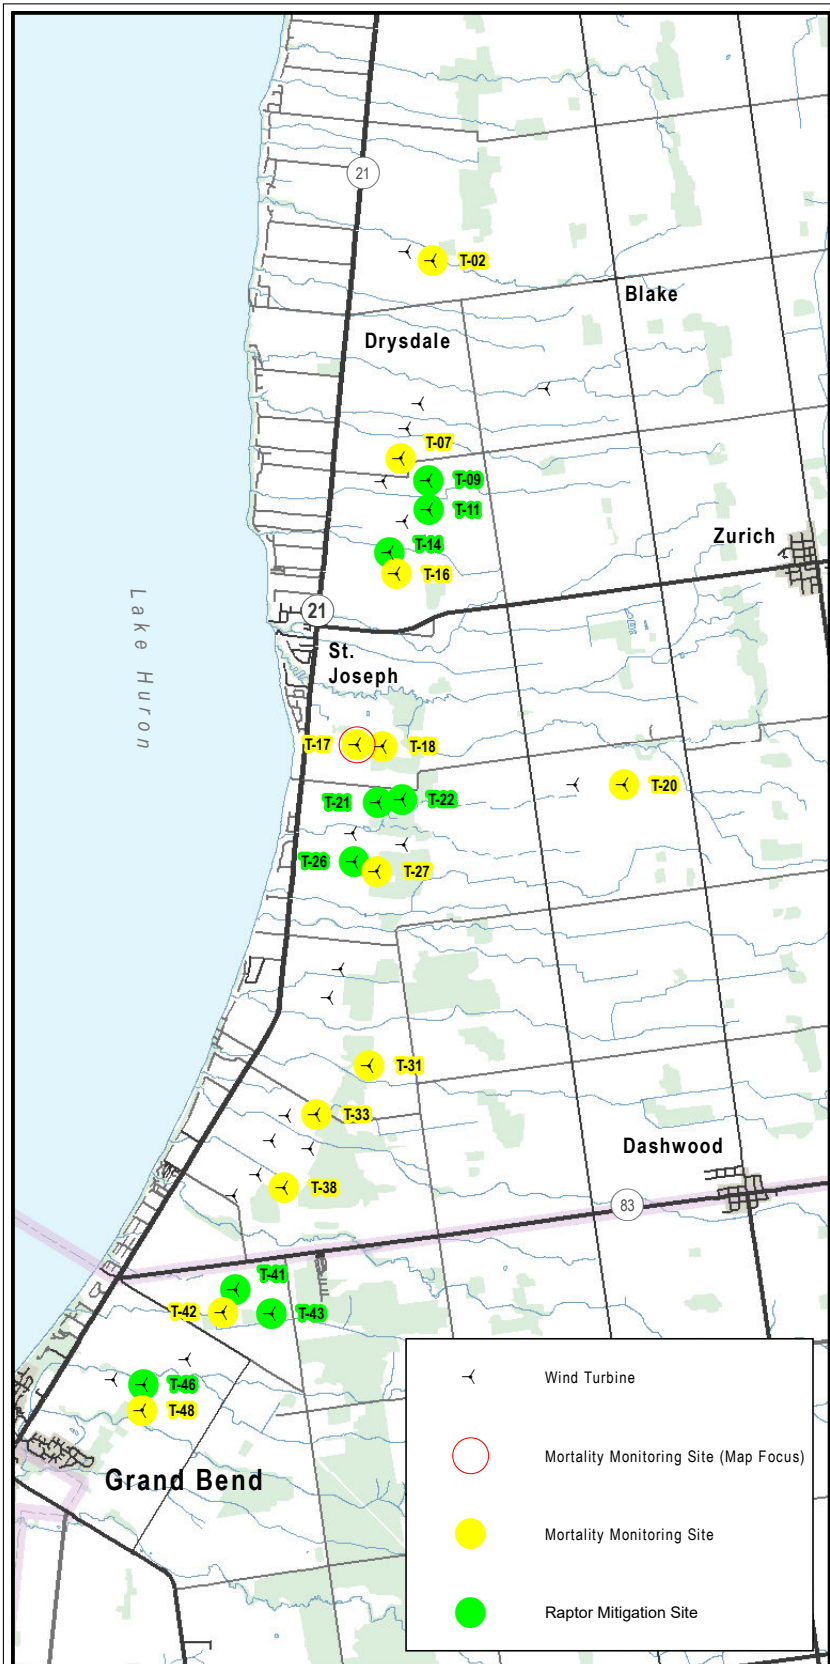 21
T-02
Blake
Drysdale
T-07
T-09
T-11
Zurich
T-14
T-16
21
Lake Huron
St.
Joseph
T-17
T-18
T-20
T-21
T-22
T-26
T-27
T-31
T-33
Dashwood
T-38
83
T-41
T-42
T-43
T-46
T-48
Grand Bend
Wind Turbine
Mortality Monitoring Site (Map Focus)
Mortality Monitoring Site
Raptor Mitigation Site